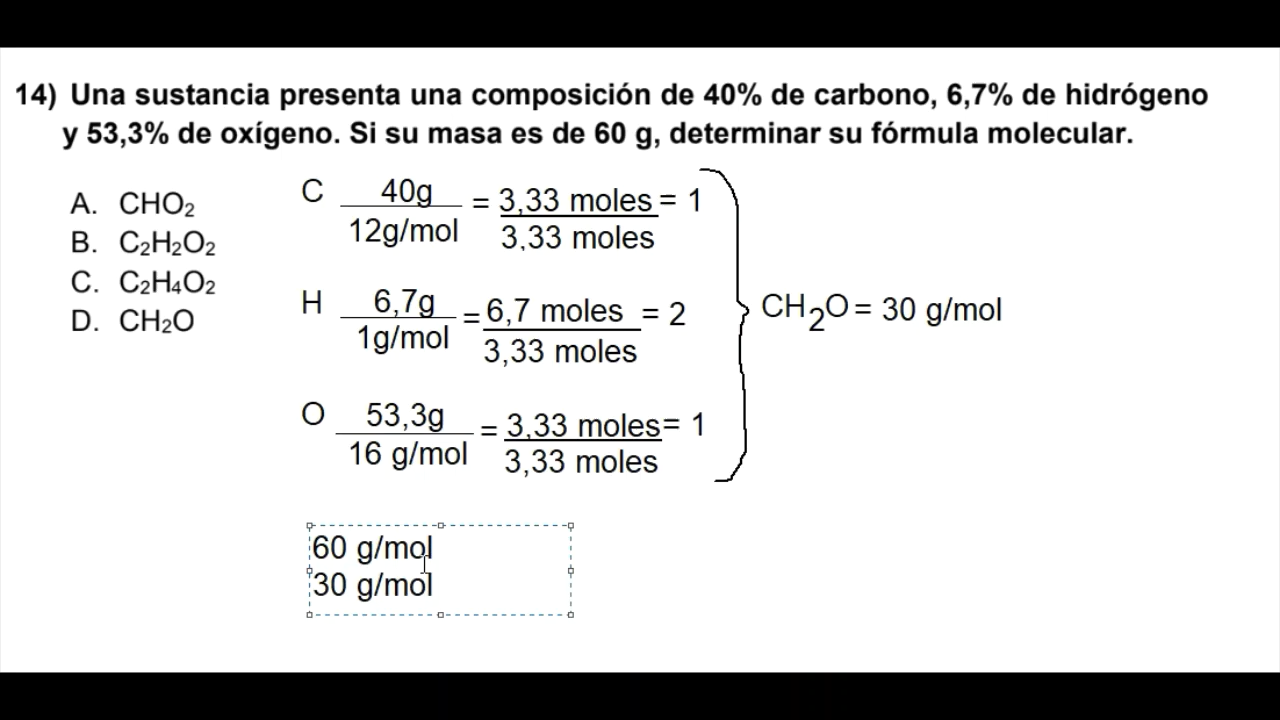 14) Una sustancia presenta una composición de 40% de carbono, 6,7% de hidrógeno
y 53,3% de oxígeno. Si su masa es de 60 g, determinar su fórmula molecular.
A. CHO₂
B. C₂H₂O₂
C. C₂H₄O₂
D. CH₂O
C 40g = 3,33 moles = 1
12g/mol 3,33 moles
H 6,7g = 6,7 moles = 2
1g/mol 3,33 moles
O 53,3g = 3,33 moles = 1
16 g/mol 3,33 moles
CH₂O = 30 g/mol
60 g/mol
30 g/mol